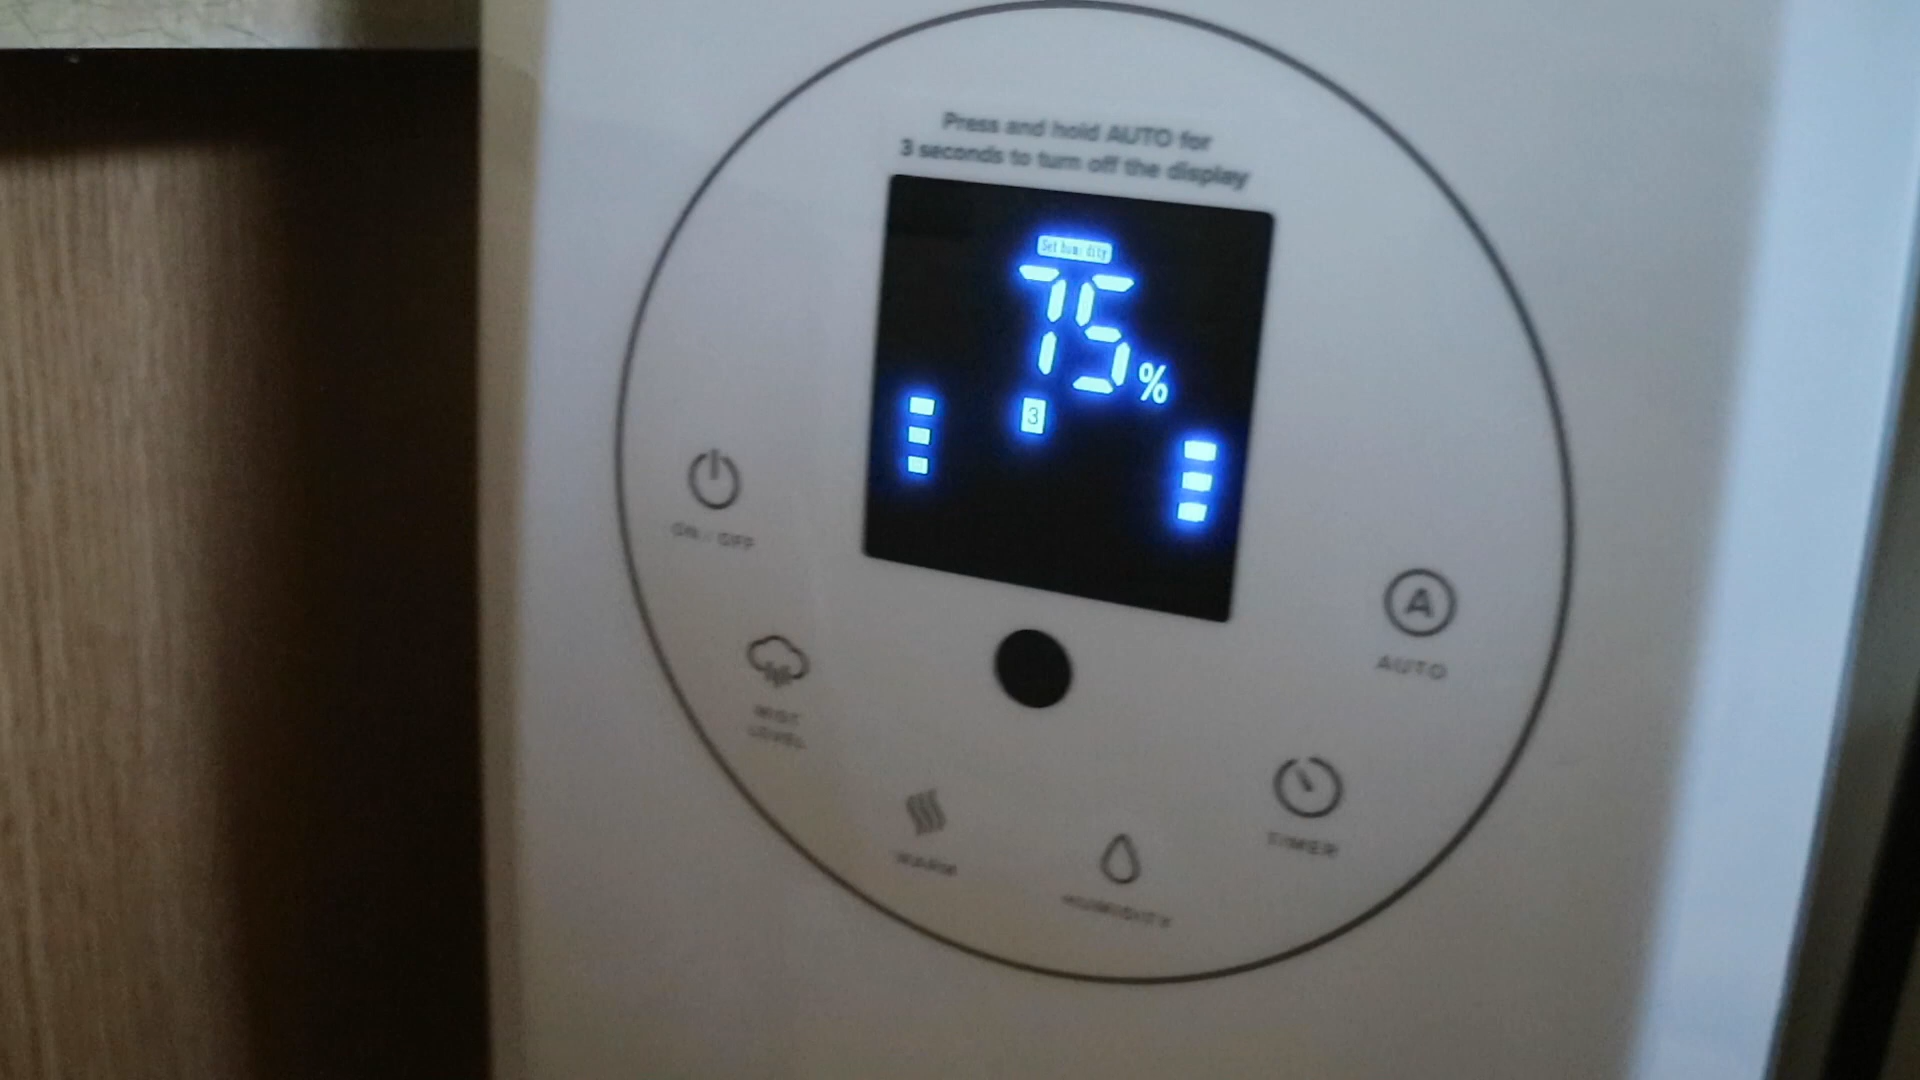 Press and hold AUTO for
3 seconds to turn off the display
Set humidity
75%
3
ON / OFF
A
AUTO
MIST
LEVEL
TIMER
WARM
HUMIDITY